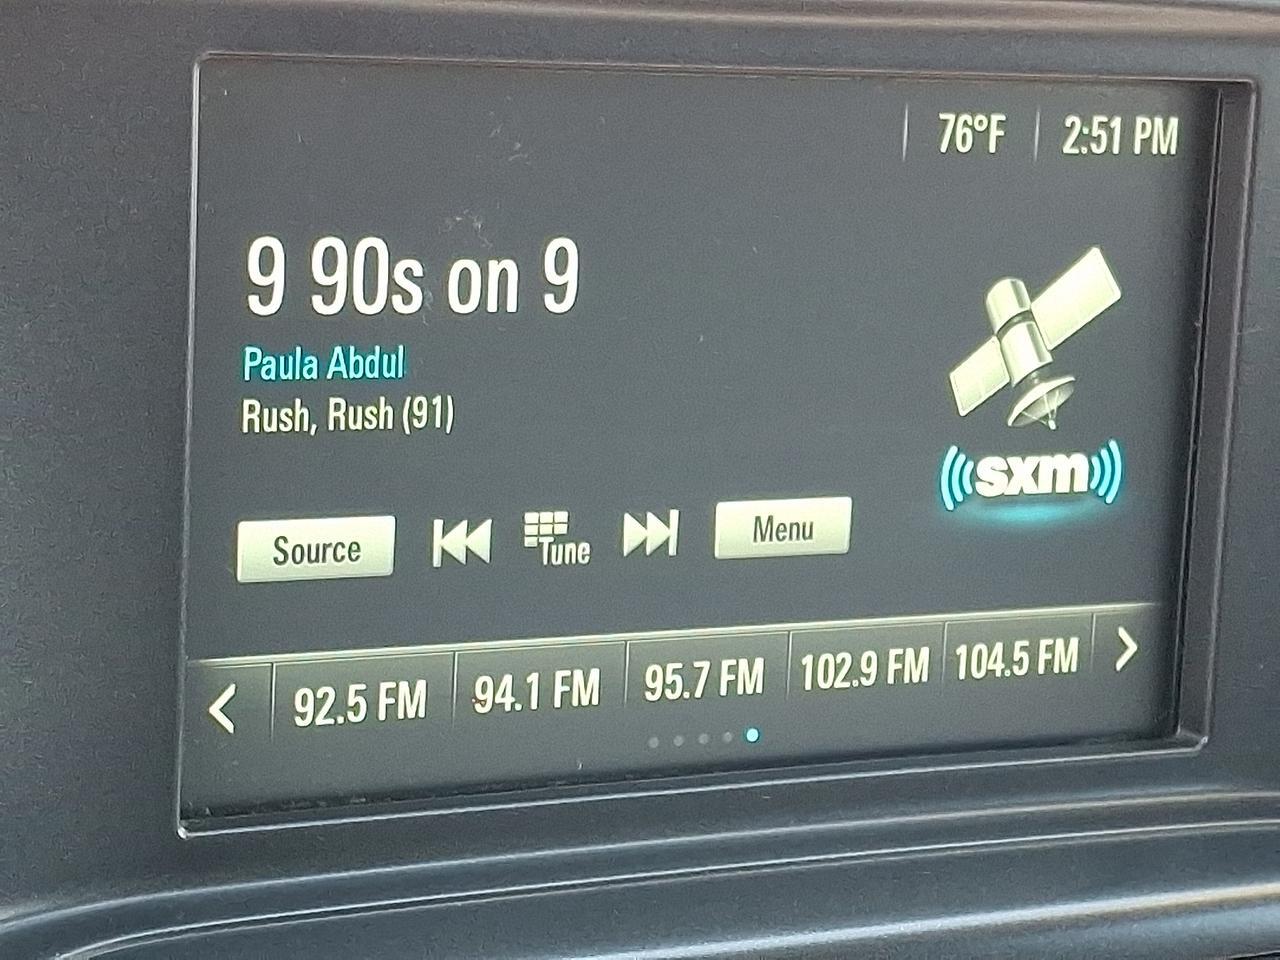 76°F 2:51 PM
9 90s on 9
Paula Abdul
Rush, Rush (91)
sxm
Source Tune Menu
92.5 FM 94.1 FM 95.7 FM 102.9 FM 104.5 FM